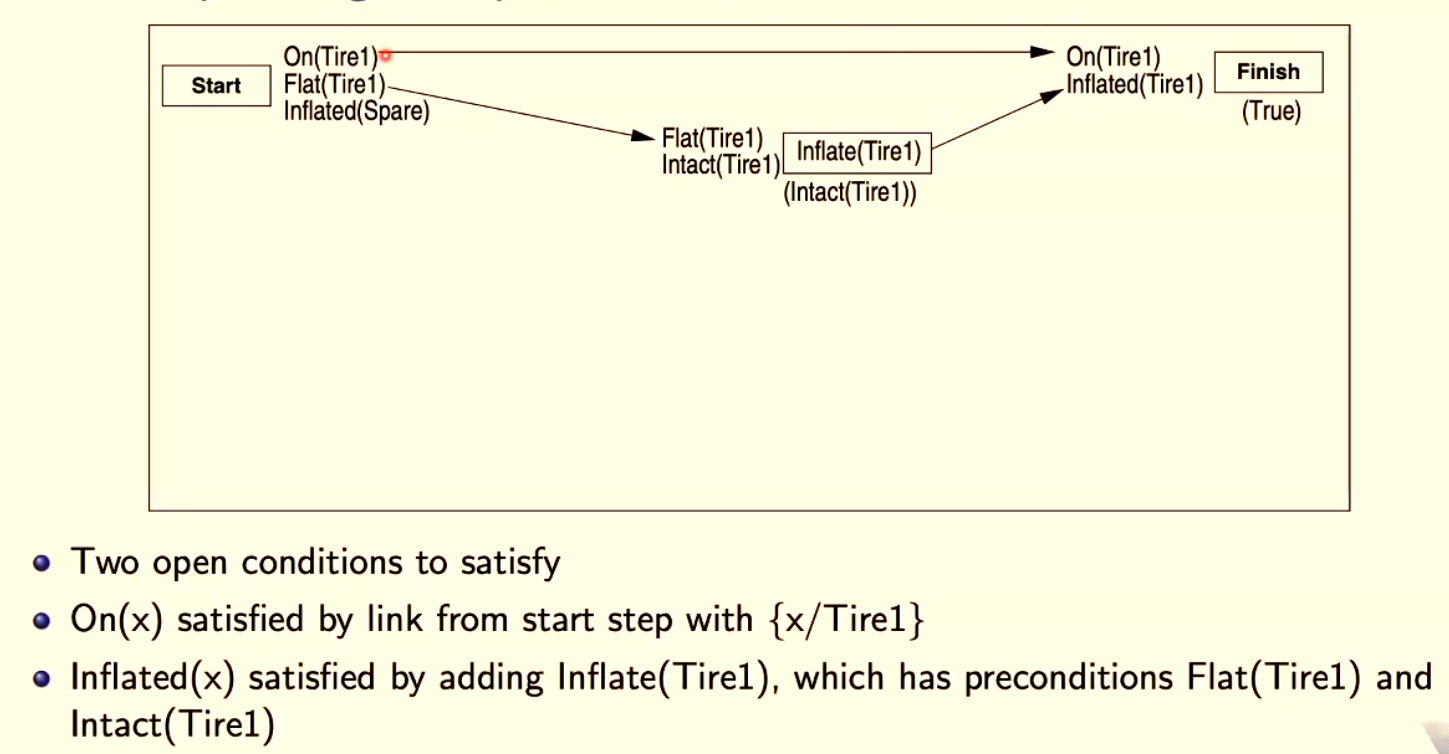 On(Tire1)
Start
Flat(Tire1)
Inflated(Spare)
On(Tire1)
Inflated(Tire1)
Finish
(True)
Flat(Tire1)
Intact(Tire1)
Inflate(Tire1)
(Intact(Tire1))
Two open conditions to satisfy
On(x) satisfied by link from start step with {x/Tire1}
Inflated(x) satisfied by adding Inflate(Tire1), which has preconditions Flat(Tire1) and
Intact(Tire1)